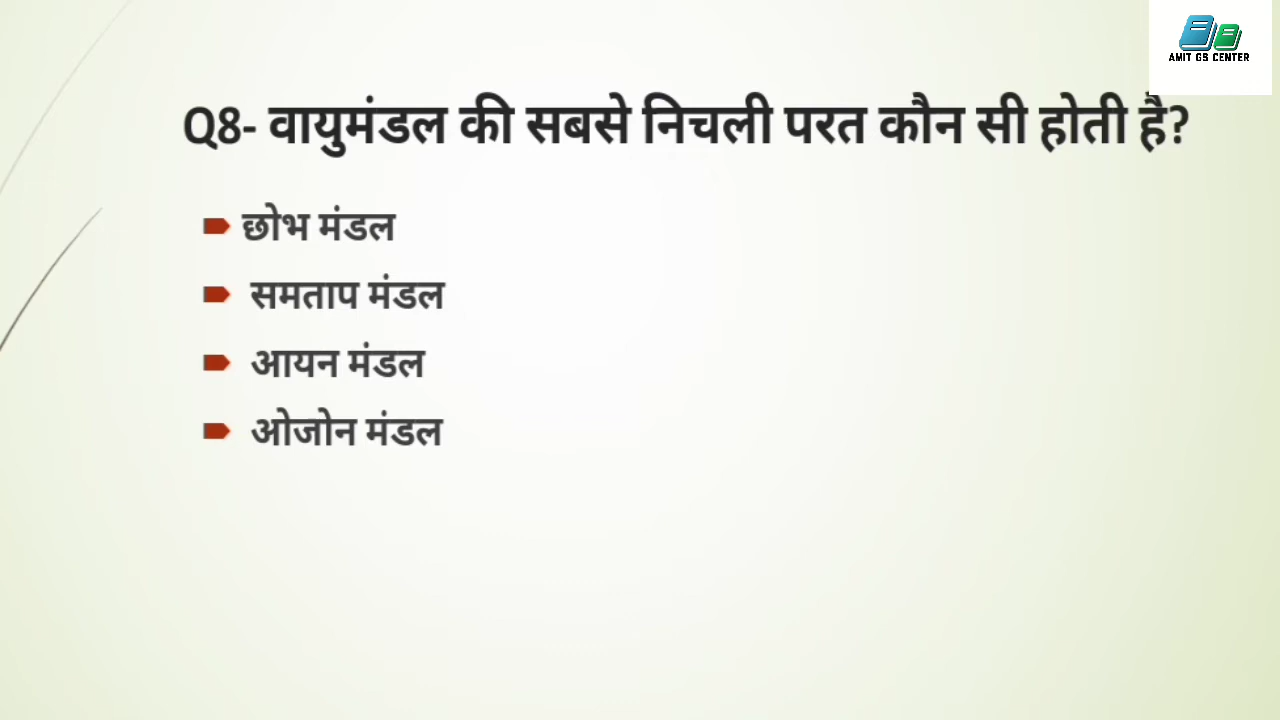 AMIT GS CENTER
Q8- वायुमंडल की सबसे निचली परत कौन सी होती है?
छोभ मंडल
समताप मंडल
आयन मंडल
ओजोन मंडल